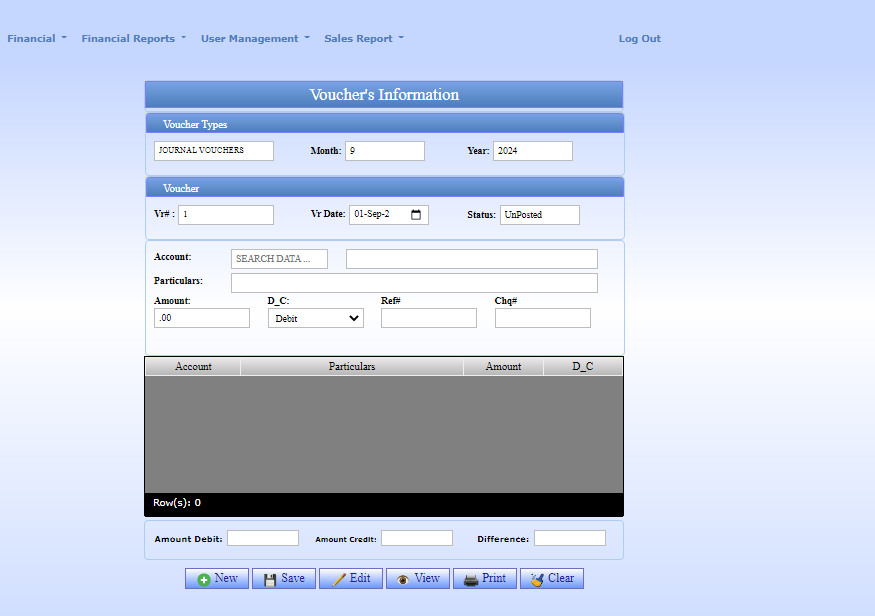 Financial Financial Reports User Management Sales Report Log Out
Voucher's Information
Voucher Types
JOURNAL VOUCHERS Month: 9 Year: 2024
Voucher
Vr# : 1 Vr Date: 01-Sep-2 Status: UnPosted
Account: SEARCH DATA ...
Particulars:
Amount: D_C: Ref# Chq#
.00 Debit
Account Particulars Amount D_C
Row(s): 0
Amount Debit: Amount Credit: Difference:
New Save Edit View Print Clear